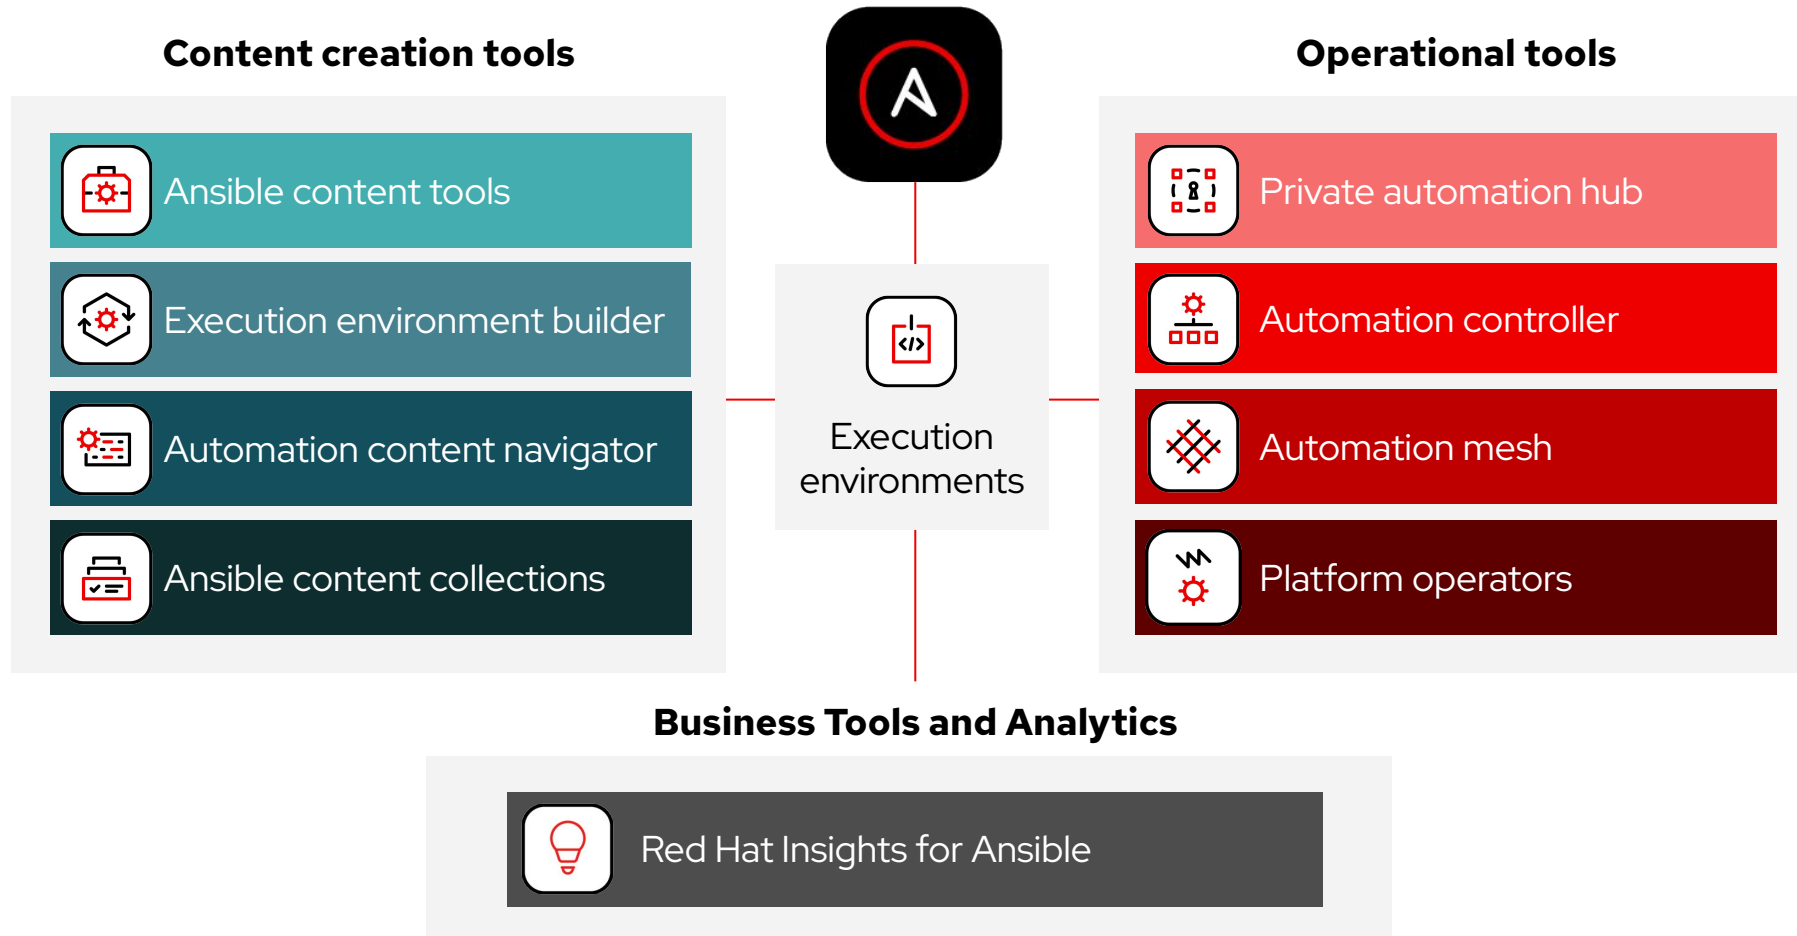 Content creation tools
Ansible content tools
Execution environment builder
Automation content navigator
Ansible content collections
A
</>
Execution
environments
Operational tools
Private automation hub
Automation controller
Automation mesh
Platform operators
Business Tools and Analytics
Red Hat Insights for Ansible